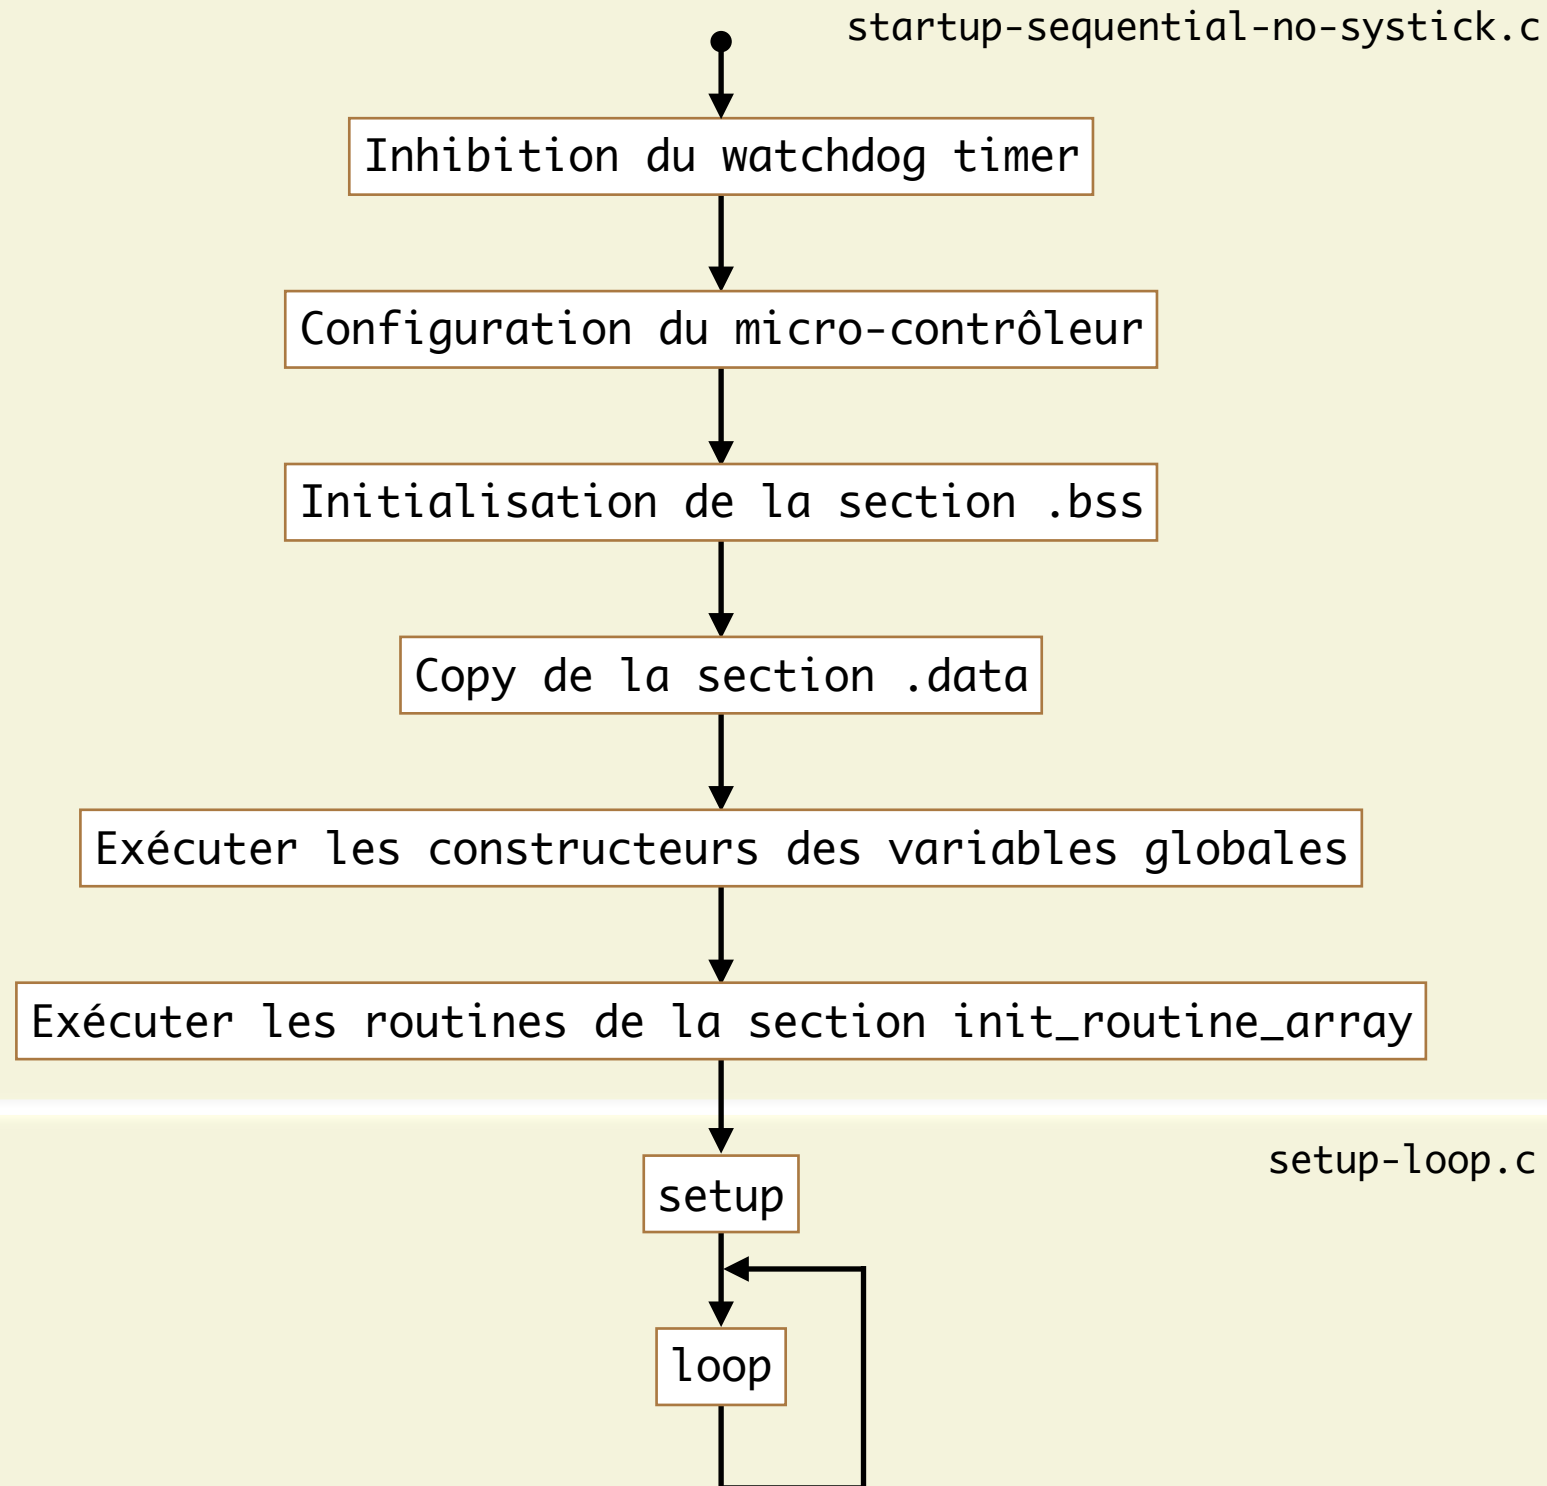 startup-sequential-no-systick.c
Inhibition du watchdog timer
Configuration du micro-contrôleur
Initialisation de la section .bss
Copy de la section .data
Exécuter les constructeurs des variables globales
Exécuter les routines de la section init_routine_array
setup-loop.c
setup
loop